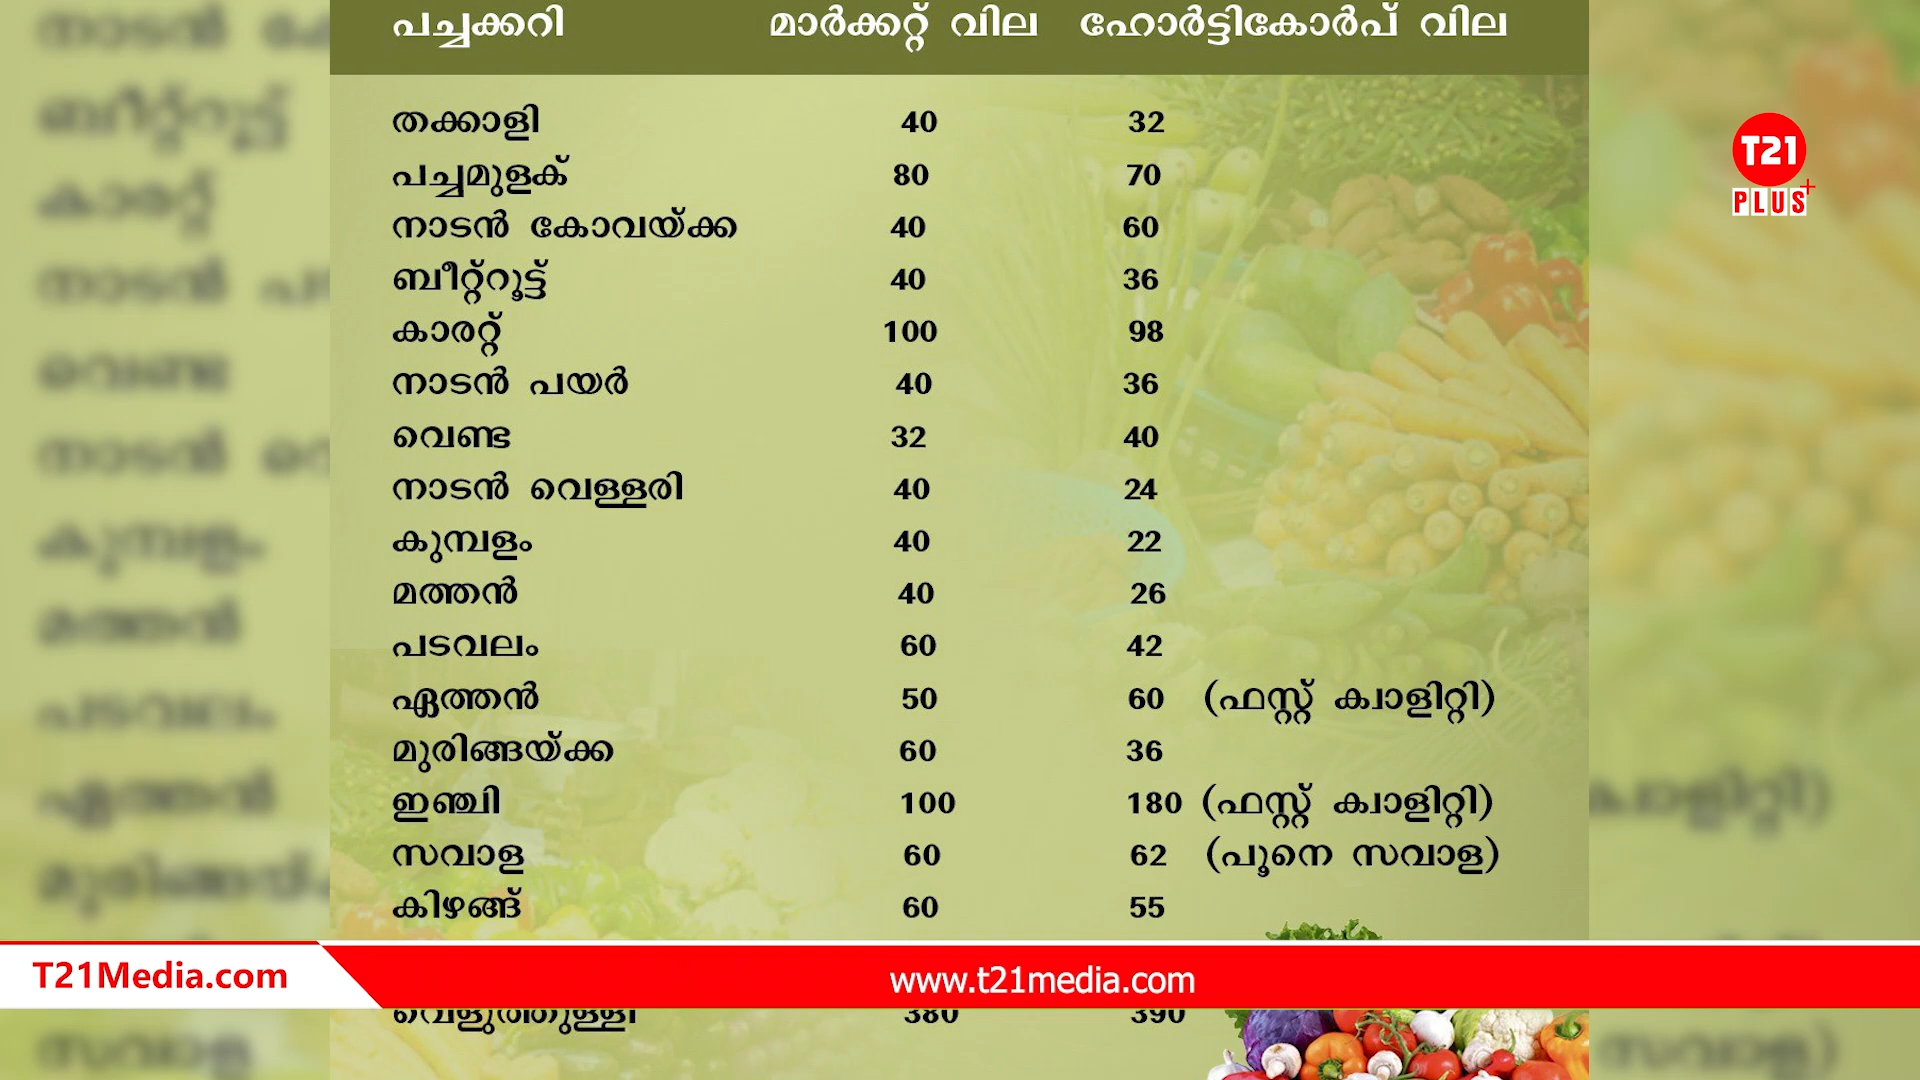 പച്ചക്കറി മാർക്കറ്റ് വില ഹോർട്ടികോർപ് വില
തക്കാളി 40 32
പച്ചമുളക് 80 70
നാടൻ കോവയ്ക്ക 40 60
ബീറ്റ്റൂട്ട് 40 36
കാരറ്റ് 100 98
നാടൻ പയർ 40 36
വെണ്ട 32 40
നാടൻ വെള്ളരി 40 24
കുമ്പളം 40 22
മത്തൻ 40 26
പടവലം 60 42
ഏത്തൻ 50 60 (ഫസ്റ്റ് ക്വാളിറ്റി)
മുരിങ്ങയ്ക്ക 60 36
ഇഞ്ചി 100 180 (ഫസ്റ്റ് ക്വാളിറ്റി)
സവാള 60 62 (പൂനെ സവാള)
കിഴങ്ങ് 60 55
വെളുത്തുള്ളി 380 390
T21 PLUS+
T21Media.com
www.t21media.com